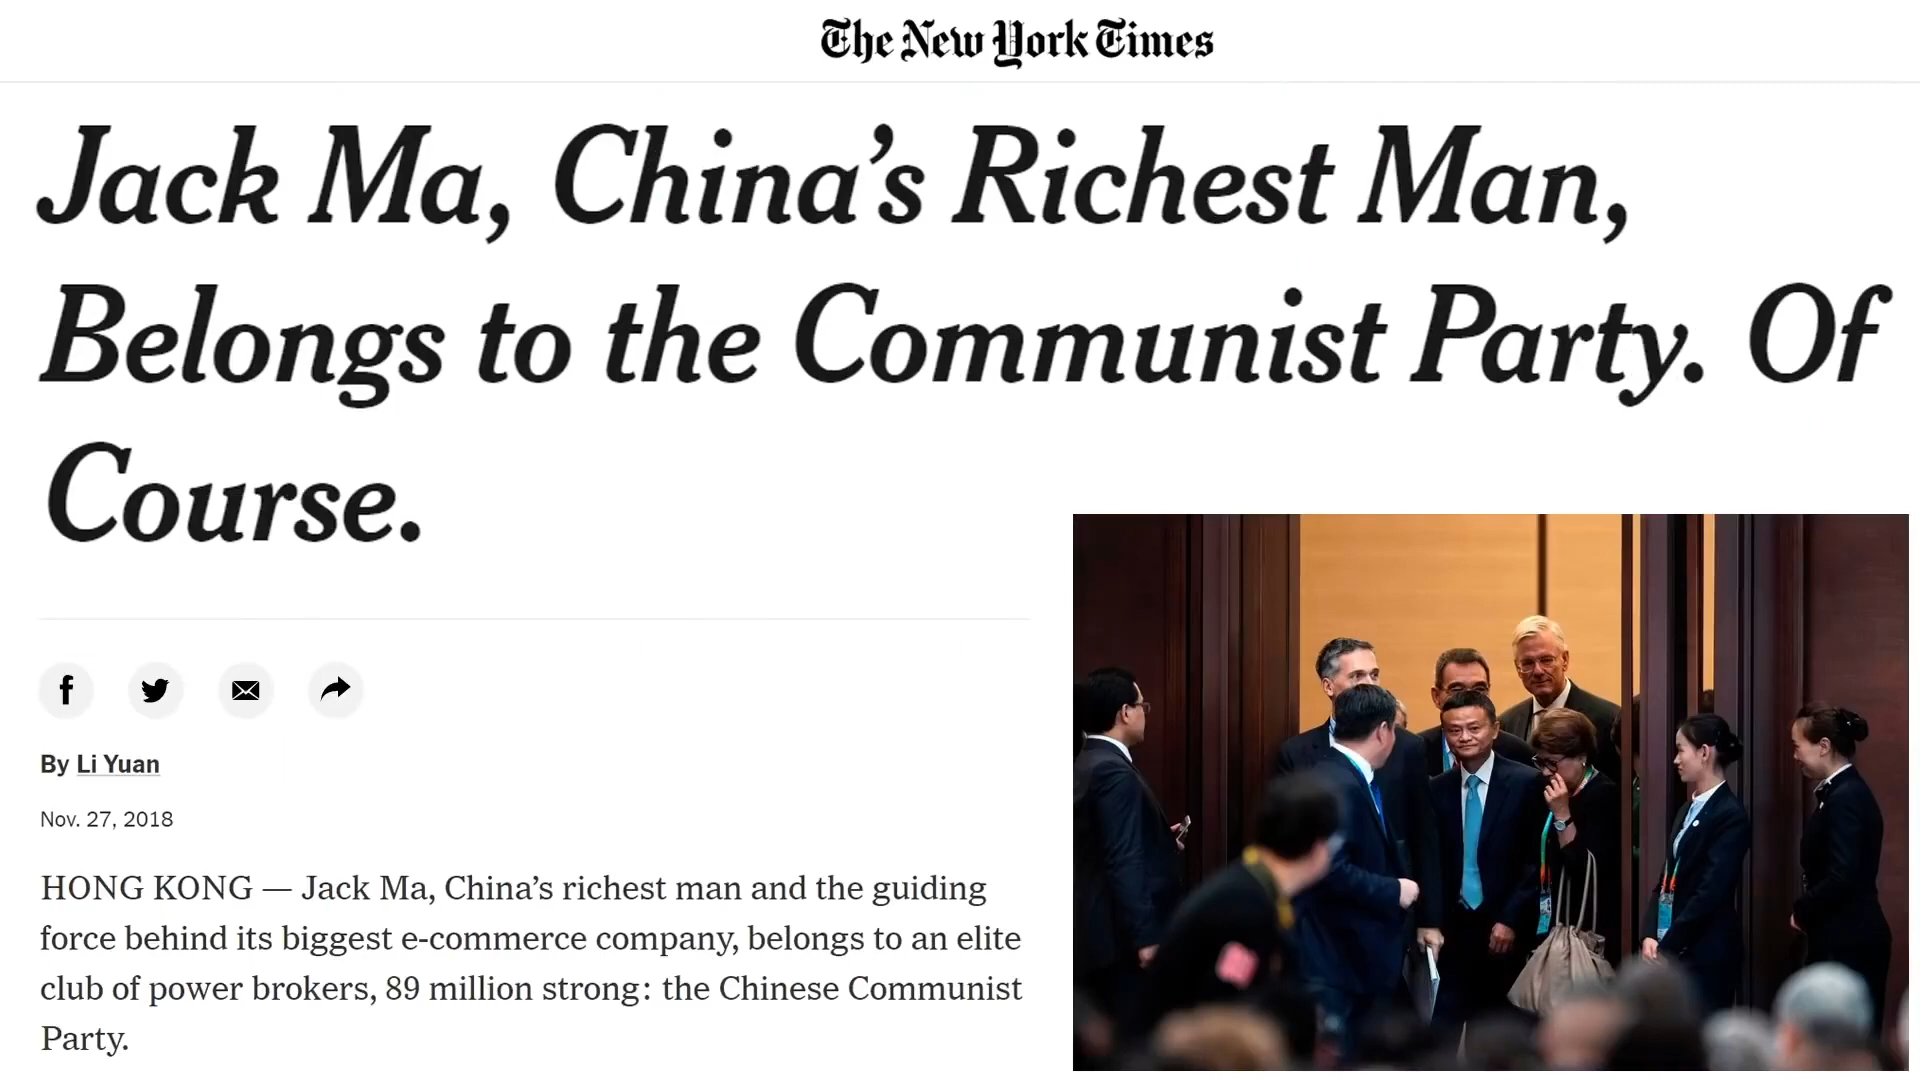 The New York Times
Jack Ma, China’s Richest Man,
Belongs to the Communist Party. Of
Course.
By Li Yuan
Nov. 27, 2018
HONG KONG — Jack Ma, China’s richest man and the guiding
force behind its biggest e-commerce company, belongs to an elite
club of power brokers, 89 million strong: the Chinese Communist
Party.